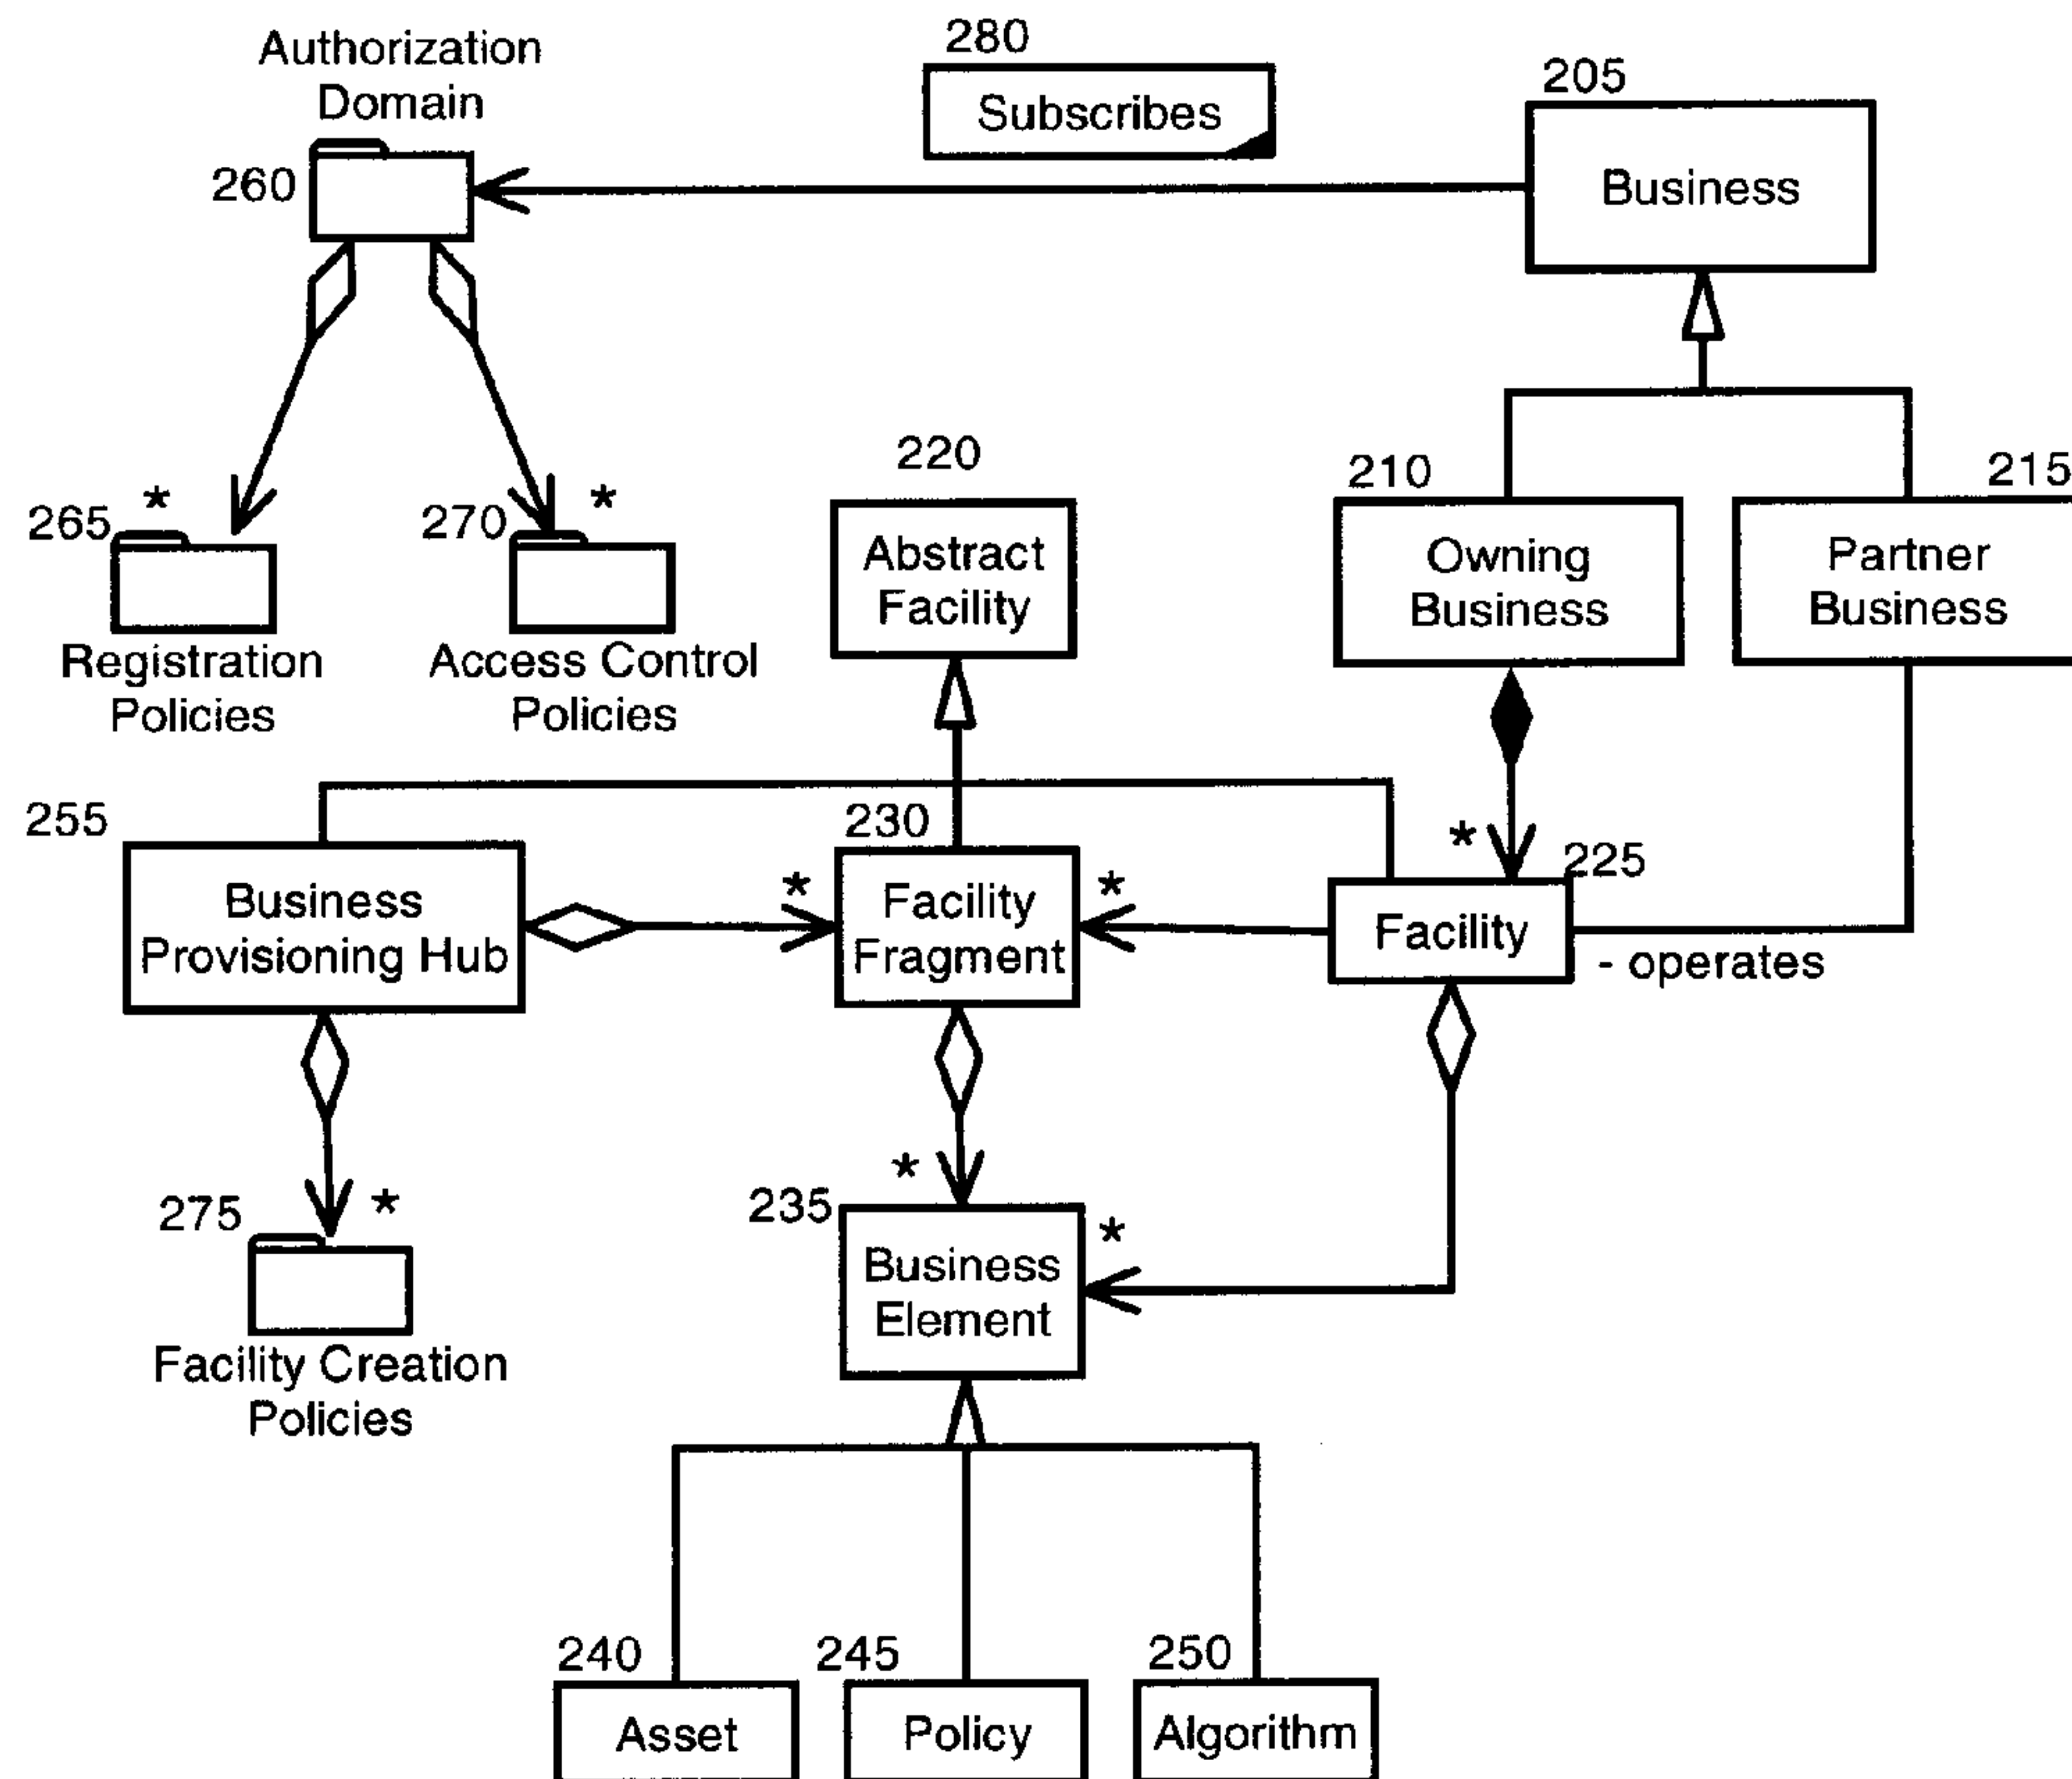 Authorization
Domain
260
280
Subscribes
205
Business
265
*
Registration
Policies
270
*
Access Control
Policies
220
Abstract
Facility
210
Owning
Business
215
Partner
Business
255
Business
Provisioning Hub
*
230
Facility
Fragment
*
*
225
Facility
- operates
275
*
Facility Creation
Policies
*
235
Business
Element
*
240
Asset
245
Policy
250
Algorithm